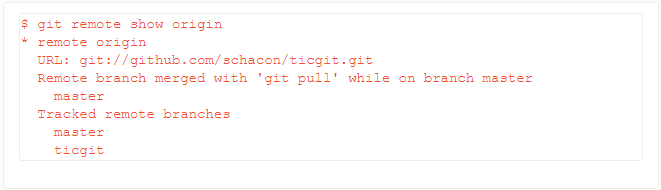 $ git remote show origin
* remote origin
  URL: git://github.com/schacon/ticgit.git
  Remote branch merged with 'git pull' while on branch master
    master
  Tracked remote branches
    master
    ticgit